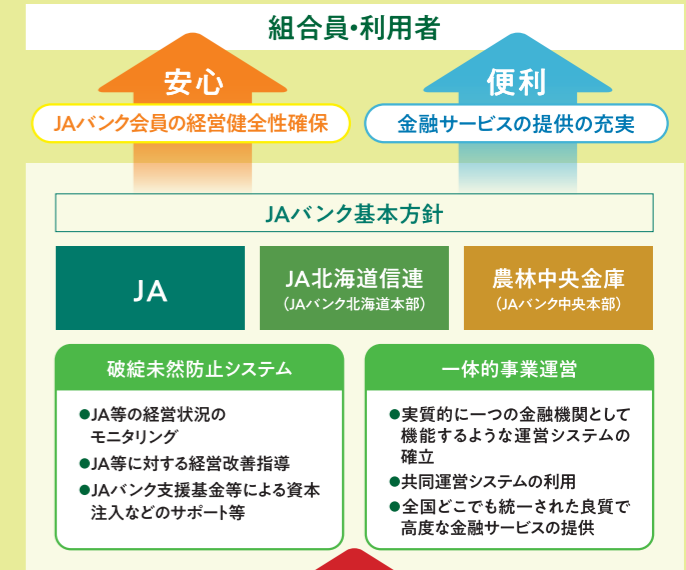 組合員・利用者
安心
便利
JAバンク会員の経営健全性確保
金融サービスの提供の充実
JAバンク基本方針
JA
JA北海道信連
(JAバンク北海道本部)
農林中央金庫
(JAバンク中央本部)
破綻未然防止システム
●JA等の経営状況の
モニタリング
●JA等に対する経営改善指導
●JAバンク支援基金等による資本
注入などのサポート等
一体的事業運営
●実質的に一つの金融機関として
機能するような運営システムの
確立
●共同運営システムの利用
●全国どこでも統一された良質で
高度な金融サービスの提供